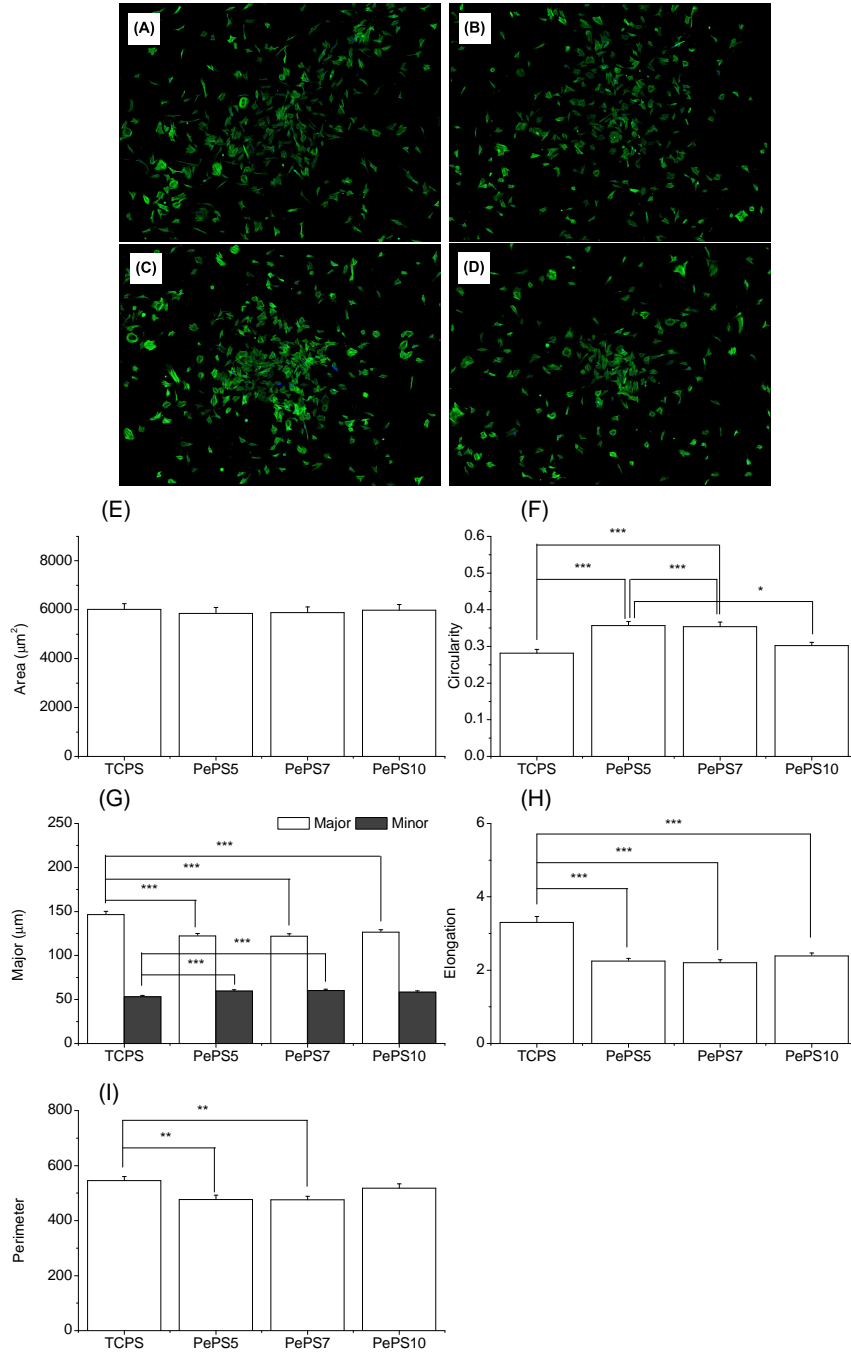 (A)
(B)
(C)
(D)
(E)
8000
6000
4000
2000
0
Area (µm²)
TCPS PePS5 PePS7 PePS10
(F)
0.6
0.5
0.4
0.3
0.2
0.1
0.0
Circularity
***
*** ***
*
TCPS PePS5 PePS7 PePS10
(G)
250
200
150
100
50
0
Major (µm)
Major Minor
***
***
***
***
***
TCPS PePS5 PePS7 PePS10
(H)
6
4
2
0
Elongation
***
***
***
TCPS PePS5 PePS7 PePS10
(I)
800
600
400
200
0
Perimeter
**
**
TCPS PePS5 PePS7 PePS10